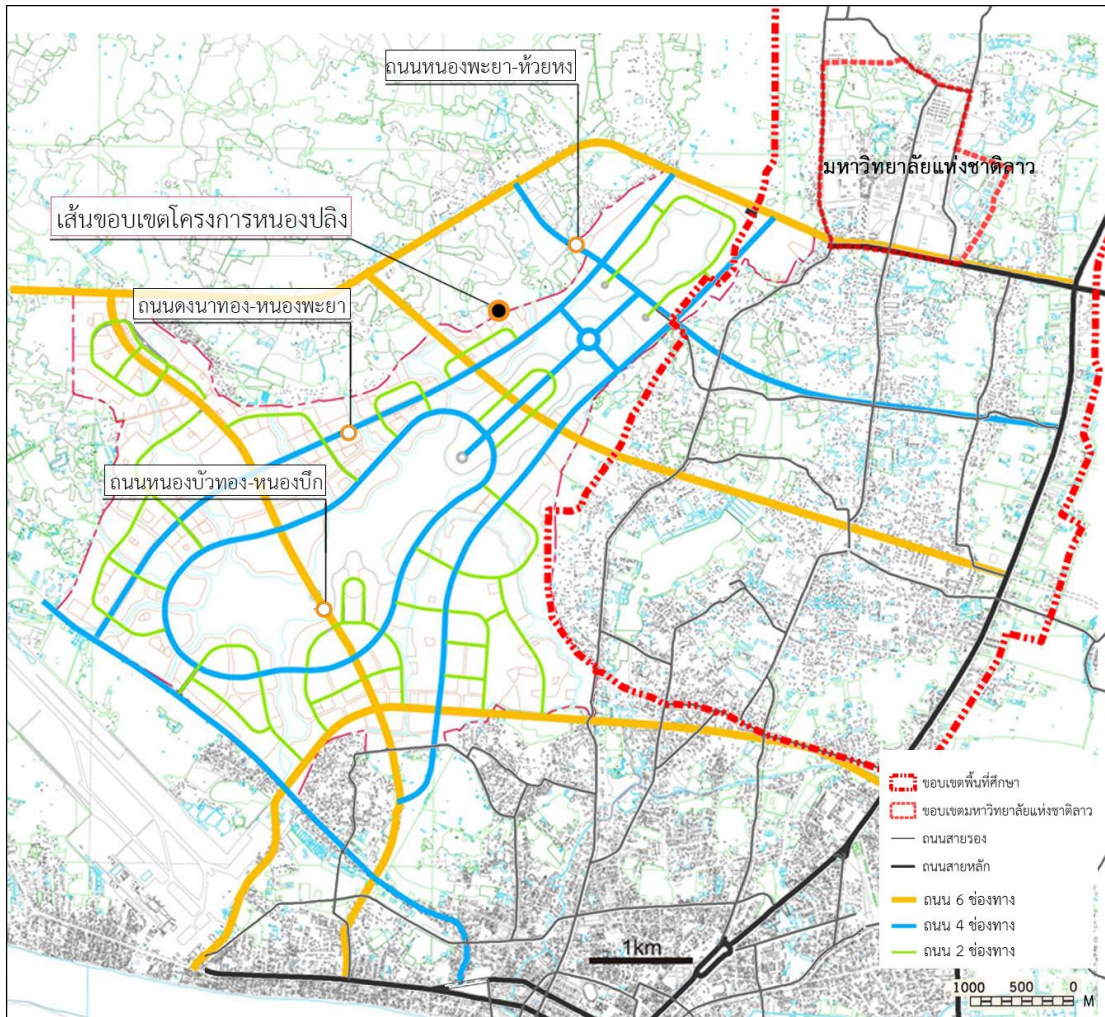 ถนนหนองพะยา-ห้วยหง
มหาวิทยาลัยแห่งชาติลาว
เส้นขอบเขตโครงการหนองปลิง
ถนนดงนาทอง-หนองพะยา
ถนนหนองบัวทอง-หนองบึก
ขอบเขตพื้นที่ศึกษา
ขอบเขตมหาวิทยาลัยแห่งชาติลาว
ถนนสายรอง
ถนนสายหลัก
ถนน 6 ช่องทาง
ถนน 4 ช่องทาง
ถนน 2 ช่องทาง
1km
1000 500 0 M